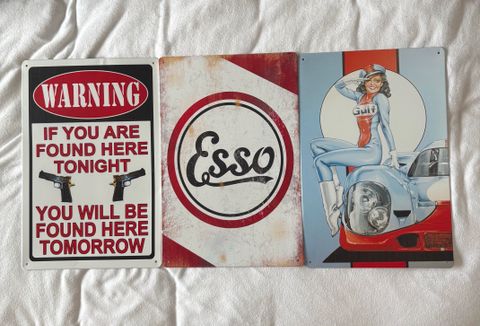 WARNING
IF YOU ARE
FOUND HERE
TONIGHT
YOU WILL BE
FOUND HERE
TOMORROW
Esso
Gulf